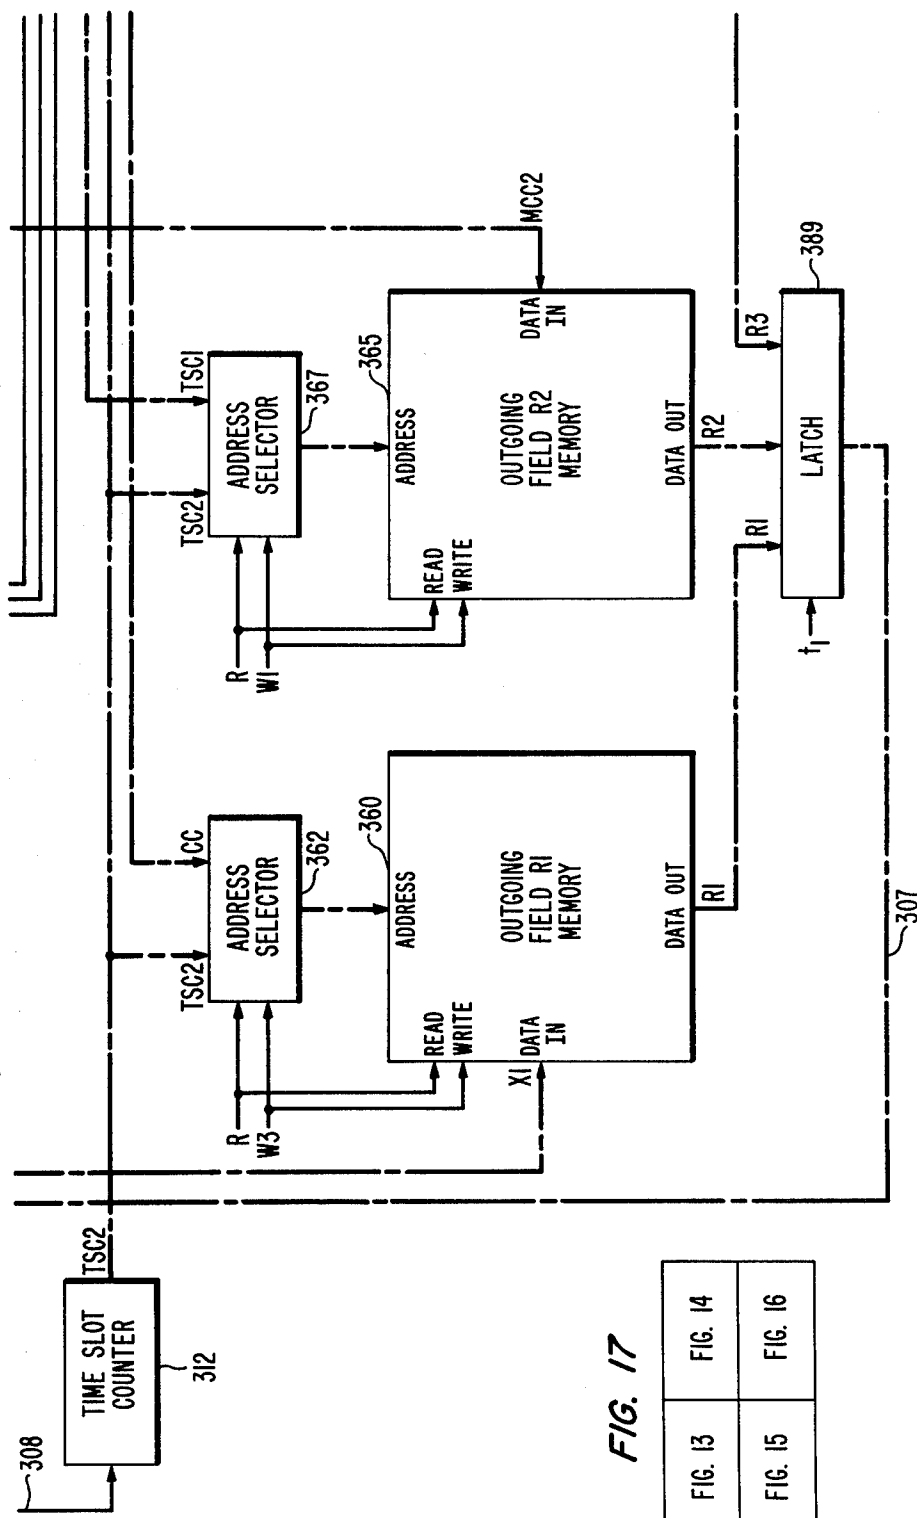 308
TIME SLOT
COUNTER
312
TSC2
TSC2
CC
ADDRESS
SELECTOR
362
R
W3
360
ADDRESS
READ
WRITE
X1
DATA
IN
OUTGOING
FIELD R1
MEMORY
DATA OUT
R1
TSC2
TSC1
ADDRESS
SELECTOR
367
R
W1
365
ADDRESS
READ
WRITE
OUTGOING
FIELD R2
MEMORY
DATA
IN
MCC2
DATA OUT
R2
R1
R3
389
LATCH
t1
307
FIG. 17
FIG. 13
FIG. 14
FIG. 15
FIG. 16